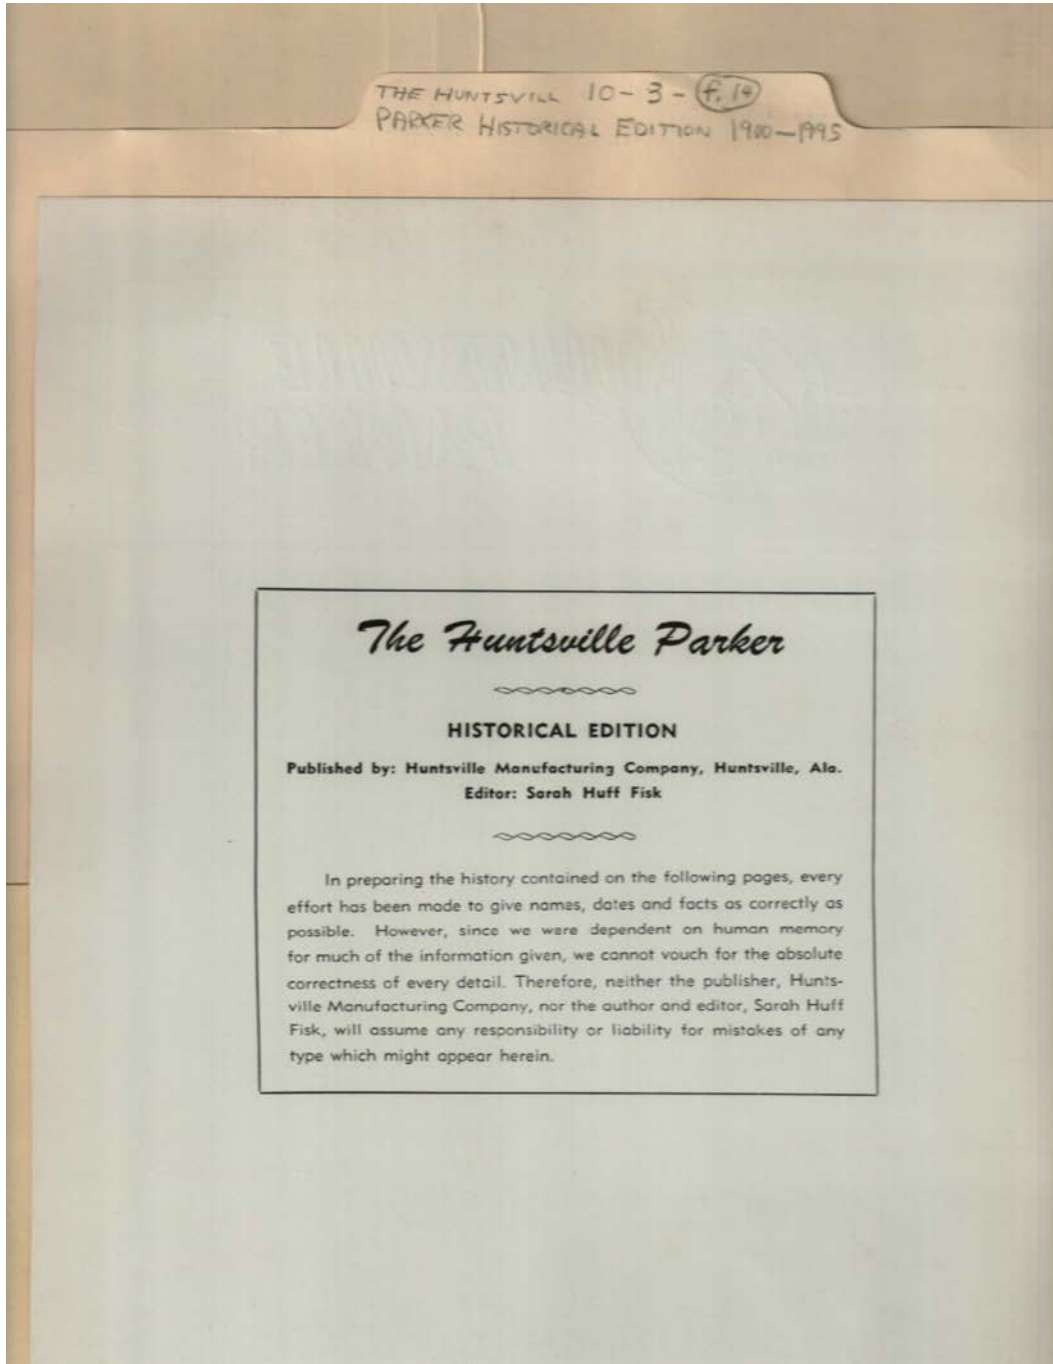 THE HUNTSVILL 10-3-f.14
PARKER HISTORICAL EDITION 1900-1995
The Huntsville Parker
HISTORICAL EDITION
Published by: Huntsville Manufacturing Company, Huntsville, Ala.
Editor: Sarah Huff Fisk
In preparing the history contained on the following pages, every
effort has been made to give names, dates and facts as correctly as
possible. However, since we were dependent on human memory
for much of the information given, we cannot vouch for the absolute
correctness of every detail. Therefore, neither the publisher, Hunts-
ville Manufacturing Company, nor the author and editor, Sarah Huff
Fisk, will assume any responsibility or liability for mistakes of any
type which might appear herein.